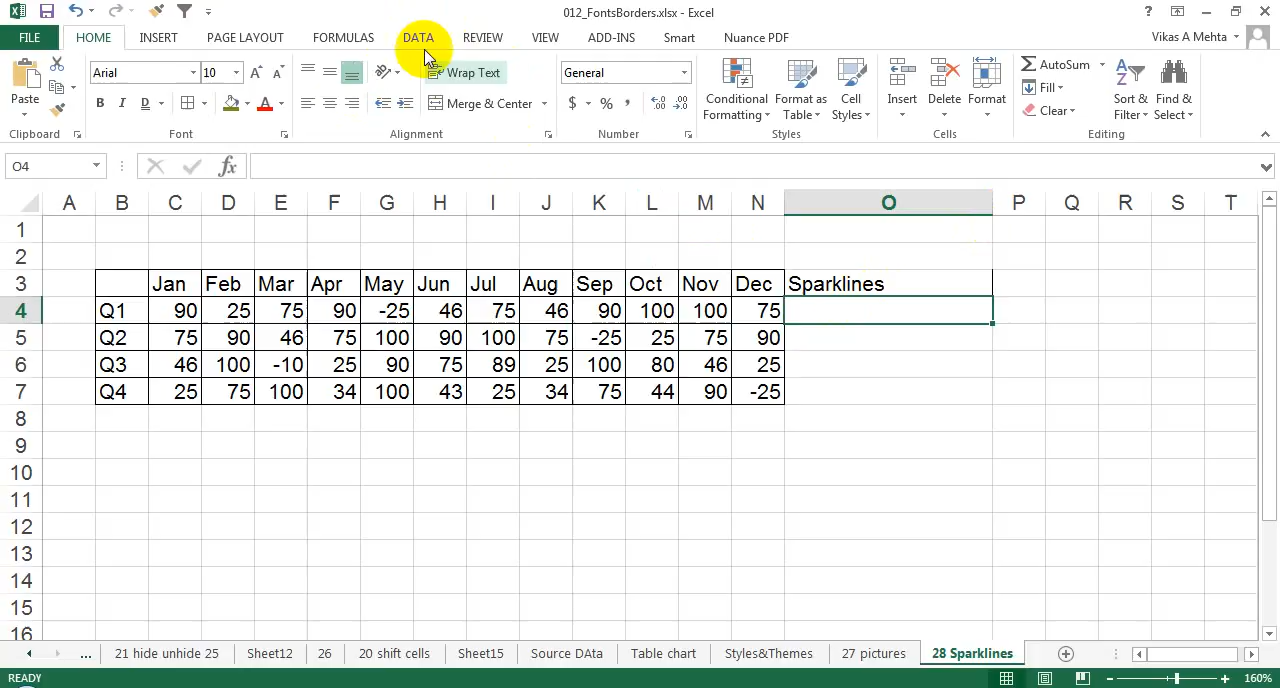 012_FontsBorders.xlsx - Excel
FILE HOME INSERT PAGE LAYOUT FORMULAS DATA REVIEW VIEW ADD-INS Smart Nuance PDF Vikas A Mehta
Paste
Arial 10
Wrap Text
General
AutoSum
Fill
Clear
B I D
Merge & Center
$ % ,
Conditional Formatting
Format as Table
Cell Styles
Insert Delete Format
Sort & Filter
Find & Select
Clipboard Font Alignment Number Styles Cells Editing
O4 fx
A B C D E F G H I J K L M N O P Q R S T
1
2
3 Jan Feb Mar Apr May Jun Jul Aug Sep Oct Nov Dec Sparklines
4 Q1 90 25 75 90 -25 46 75 46 90 100 100 75
5 Q2 75 90 46 75 100 90 100 75 -25 25 75 90
6 Q3 46 100 -10 25 90 75 89 25 100 80 46 25
7 Q4 25 75 100 34 100 43 25 34 75 44 90 -25
8
9
10
11
12
13
14
15
16
... 21 hide unhide 25 Sheet12 26 20 shift cells Sheet15 Source DAta Table chart Styles&Themes 27 pictures 28 Sparklines
READY 160%